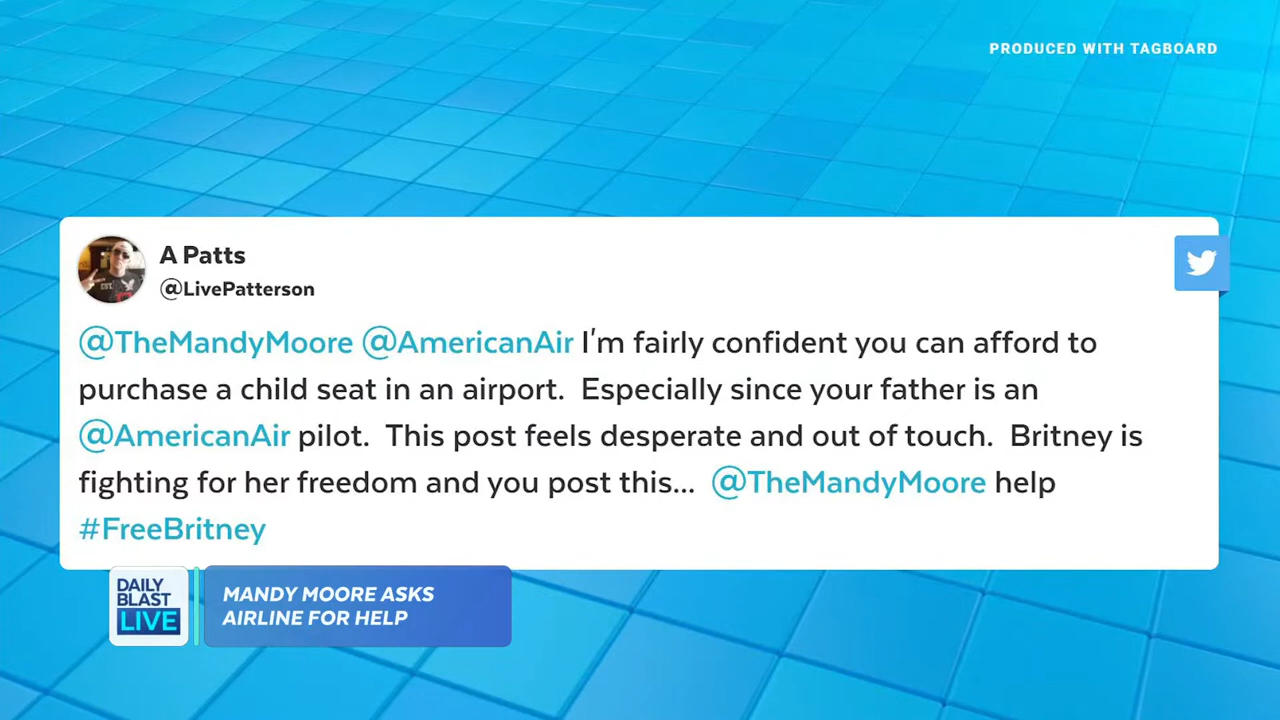 PRODUCED WITH TAGBOARD
A Patts
@LivePatterson
@TheMandyMoore @AmericanAir I'm fairly confident you can afford to
purchase a child seat in an airport.  Especially since your father is an
@AmericanAir pilot.  This post feels desperate and out of touch.  Britney is
fighting for her freedom and you post this...  @TheMandyMoore help
#FreeBritney
DAILY
BLAST
LIVE
MANDY MOORE ASKS
AIRLINE FOR HELP